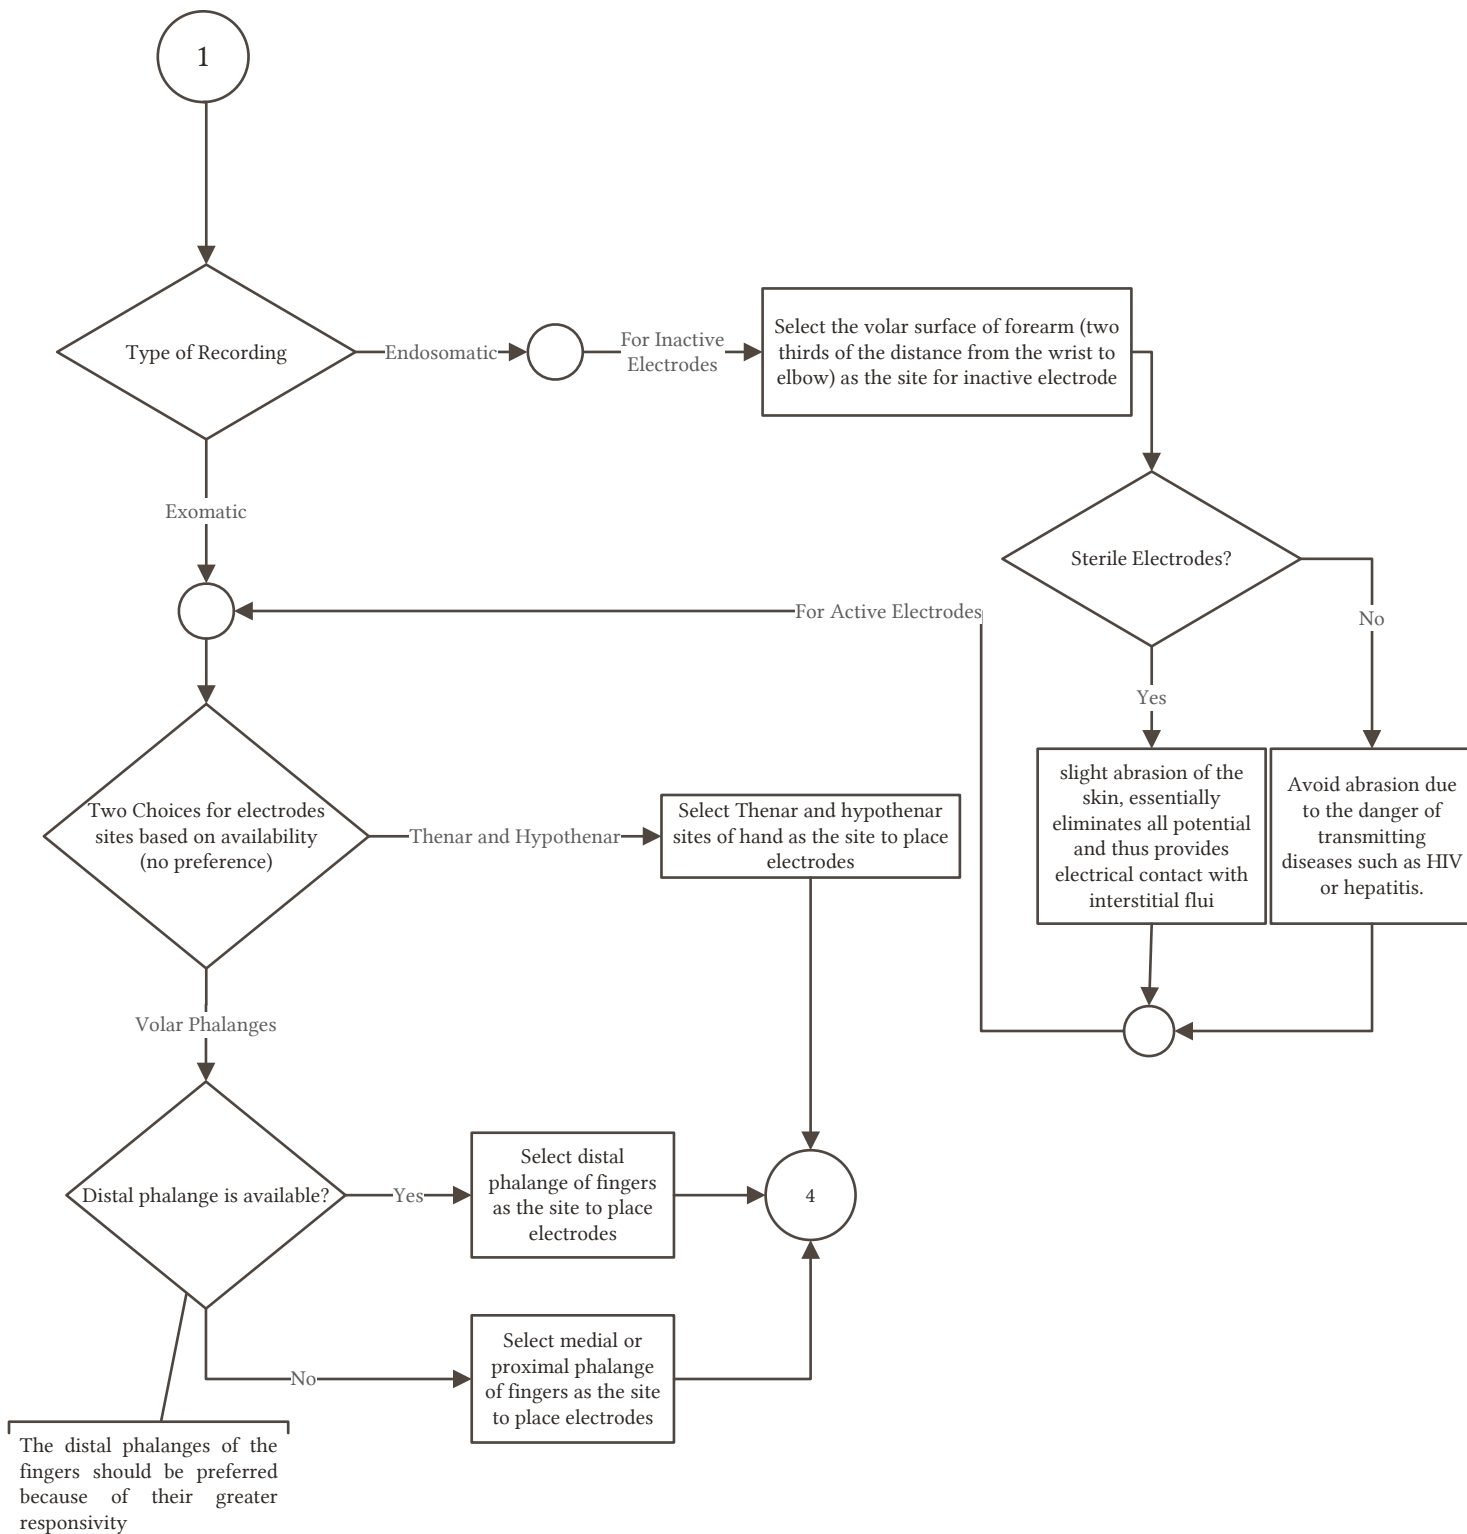 1
Type of Recording
Endosomatic
For Inactive
Electrodes
Select the volar surface of forearm (two
thirds of the distance from the wrist to
elbow) as the site for inactive electrode
Exomatic
Sterile Electrodes?
For Active Electrodes
No
Yes
Two Choices for electrodes
sites based on availability
(no preference)
Thenar and Hypothenar
Select Thenar and hypothenar
sites of hand as the site to place
electrodes
slight abrasion of the
skin, essentially
eliminates all potential
and thus provides
electrical contact with
interstitial flui
Avoid abrasion due
to the danger of
transmitting
diseases such as HIV
or hepatitis.
Volar Phalanges
Distal phalange is available?
Yes
Select distal
phalange of fingers
as the site to place
electrodes
4
No
Select medial or
proximal phalange
of fingers as the site
to place electrodes
The distal phalanges of the
fingers should be preferred
because of their greater
responsivity